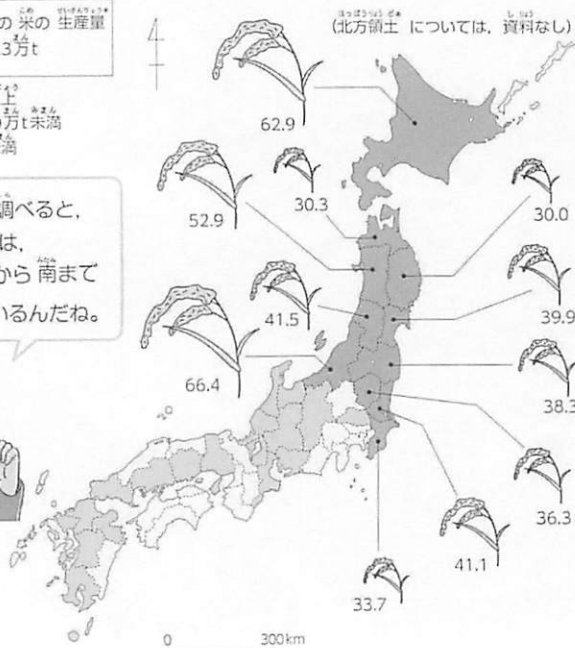 の 米の 生産量
.3万t
(北方領土 については，資料なし)
上
万t未満
満
調べると，
は，
から 南まで
いるんだね。
62.9
52.9
30.3
30.0
41.5
39.9
66.4
38.3
36.3
41.1
33.7
0 300km